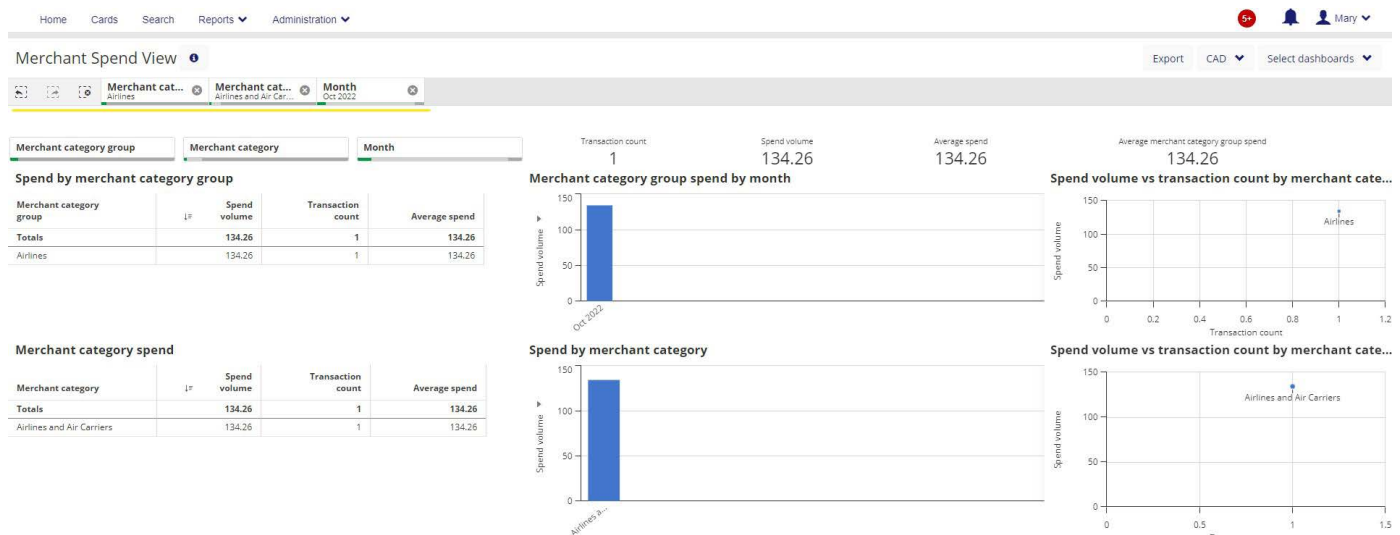 Home Cards Search Reports Administration 5+ Mary
Merchant Spend View Export CAD Select dashboards
Merchant cat... Merchant cat... Month
Airlines Airlines and Air Car... Oct 2022
Merchant category group Merchant category Month
Transaction count Spend volume Average spend Average merchant category group spend
1 134.26 134.26 134.26
Spend by merchant category group
Merchant category group Spend volume Transaction count Average spend
Totals 134.26 1 134.26
Airlines 134.26 1 134.26
Merchant category group spend by month
Spend volume
150
100
50
0
Oct 2022
Spend volume vs transaction count by merchant cate...
Spend volume
150
100
50
0
Airlines
0 0.2 0.4 0.6 0.8 1 1.2
Transaction count
Merchant category spend
Merchant category Spend volume Transaction count Average spend
Totals 134.26 1 134.26
Airlines and Air Carriers 134.26 1 134.26
Spend by merchant category
Spend volume
150
100
50
0
Airlines a...
Spend volume vs transaction count by merchant cate...
Spend volume
150
100
50
0
Airlines and Air Carriers
0 0.5 1 1.5